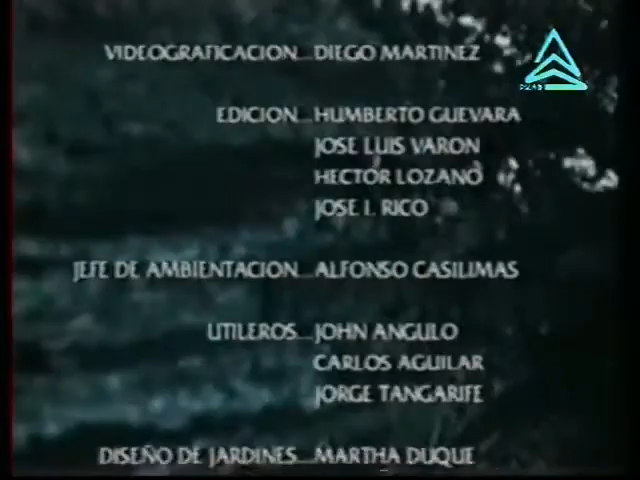 VIDEOGRAFICACION...DIEGO MARTINEZ
EDICION...HUMBERTO GUEVARA
JOSE LUIS VARON
HECTOR LOZANO
JOSE I. RICO
JEFE DE AMBIENTACION...ALFONSO CASILIMAS
UTILEROS...JOHN ANGULO
CARLOS AGUILAR
JORGE TANGARIFE
DISEÑO DE JARDINES...MARTHA DUQUE